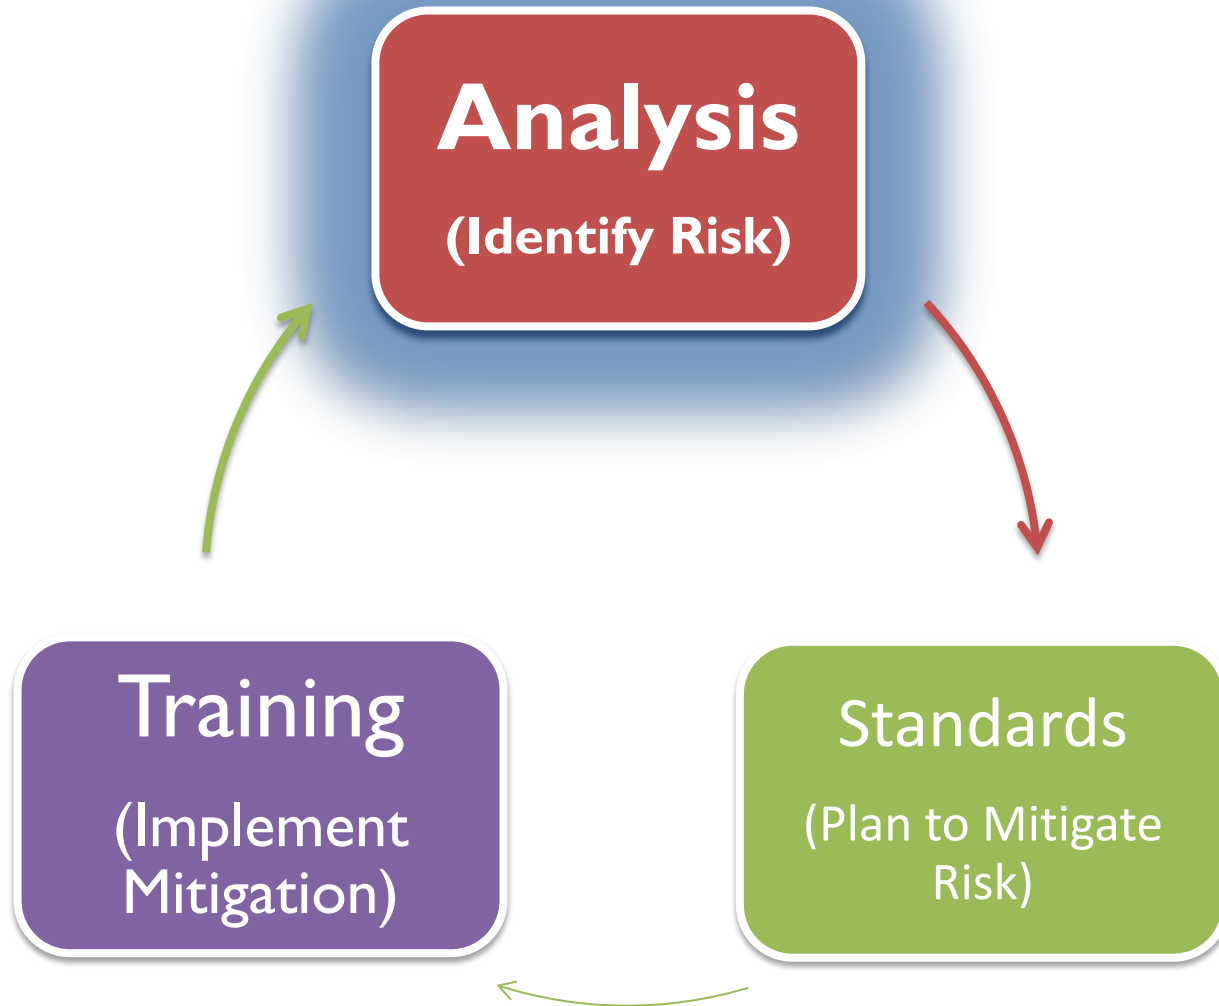 Analysis
(Identify Risk)
Training
(Implement
Mitigation)
Standards
(Plan to Mitigate
Risk)